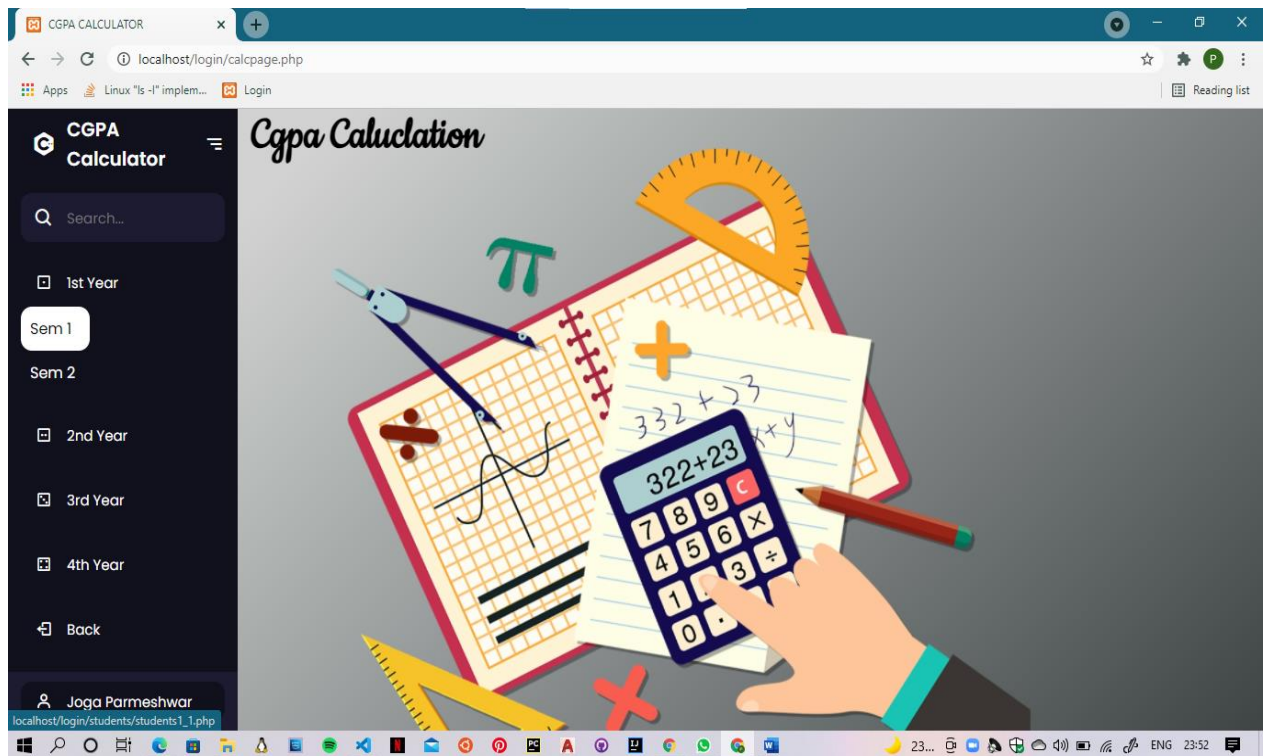 CGPA CALCULATOR
localhost/login/calcpage.php
P
Apps
Linux "ls -l" implem...
Login
Reading list
CGPA
Calculator
Search...
1st Year
Sem 1
Sem 2
2nd Year
3rd Year
4th Year
Back
Joga Parmeshwar
localhost/login/students/students1_1.php
Cgpa Caluclation
π
332 + 23
x+y
322+23
7 8 9 C
4 5 6 X
1 3 ÷
0 .
23...
ENG
23:52